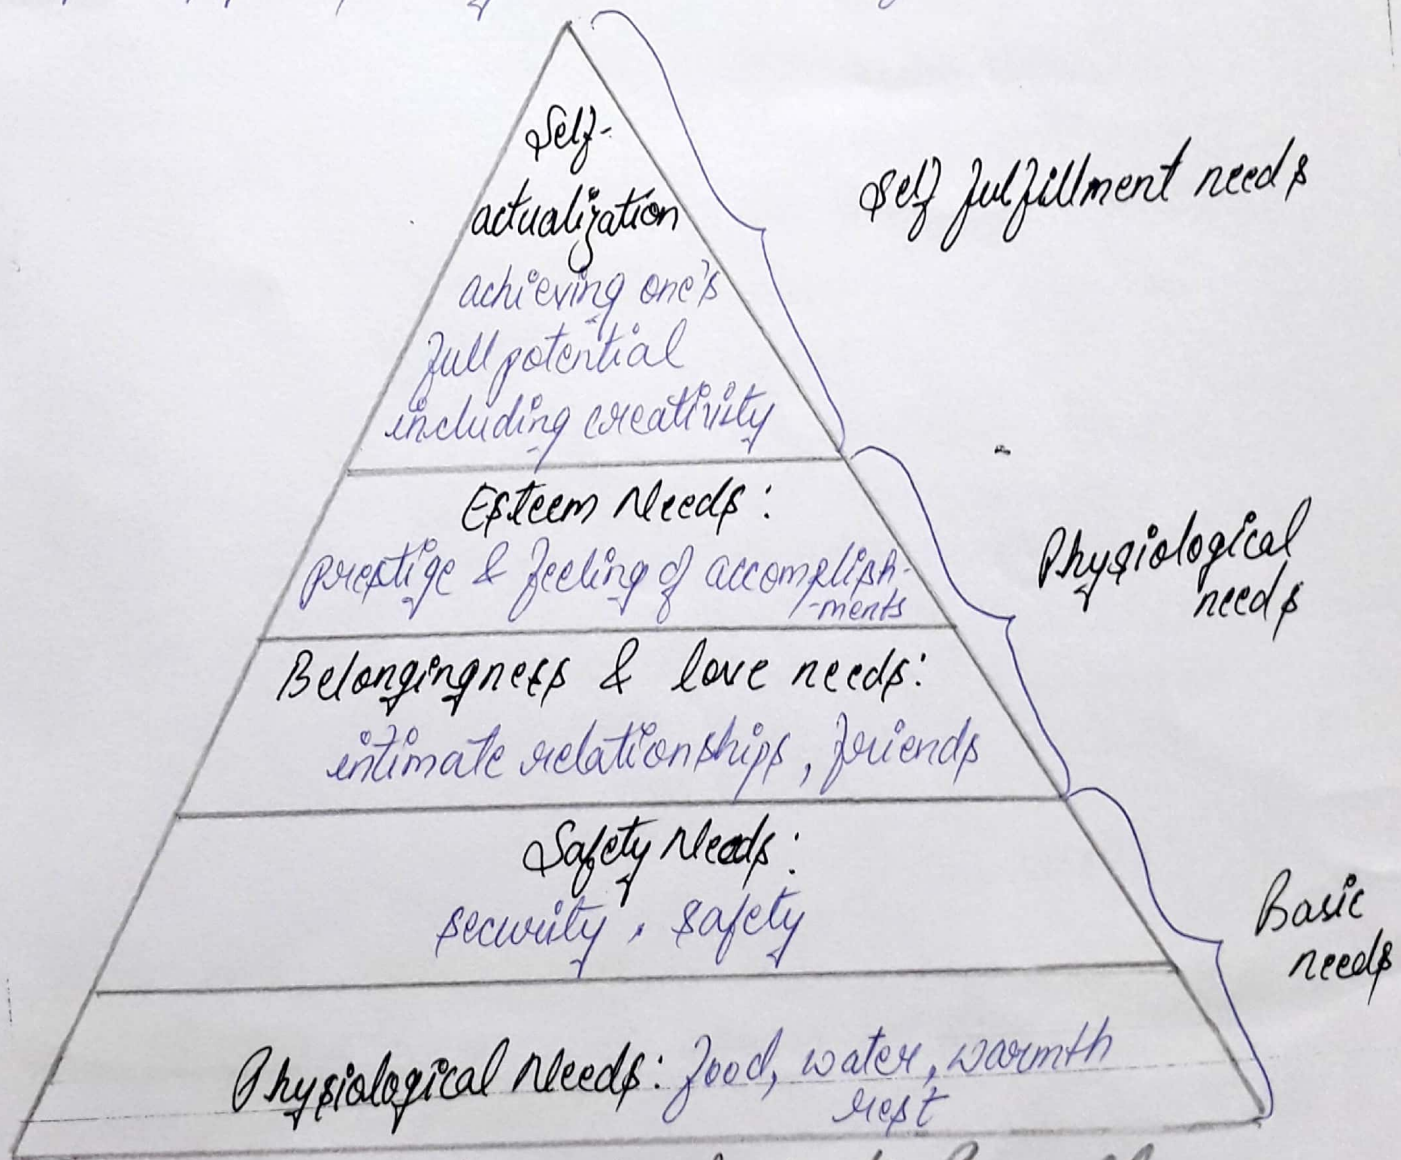 Self-
actualization
achieving one's
full potential
including creativity
Self fulfillment needs
Esteem Needs:
prestige & feeling of accomplish-
-ments
Physiological
needs
Belongingness & love needs:
intimate relationships, friends
Safety Needs:
security, safety
Basic
needs
Physiological Needs: food, water, warmth
rest